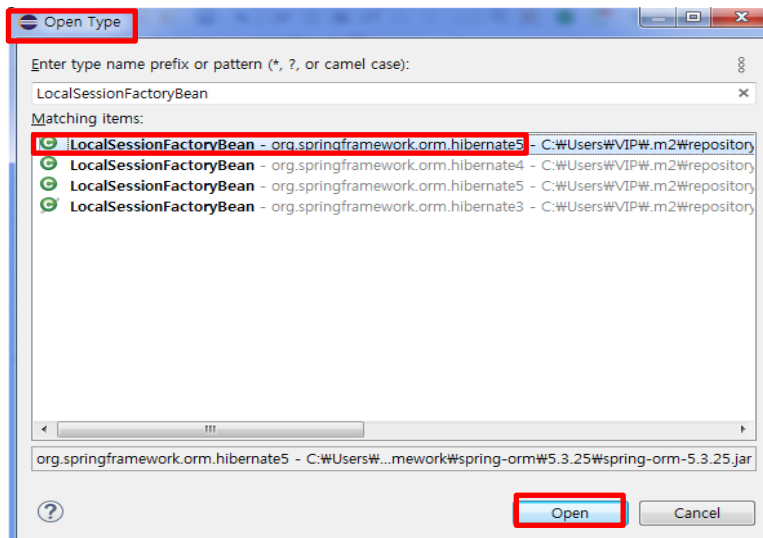 Open Type
Enter type name prefix or pattern (*, ?, or camel case):
LocalSessionFactoryBean
Matching items:
LocalSessionFactoryBean - org.springframework.orm.hibernate5 - C:₩Users₩VIP₩.m2₩repository
LocalSessionFactoryBean - org.springframework.orm.hibernate4 - C:₩Users₩VIP₩.m2₩repository
LocalSessionFactoryBean - org.springframework.orm.hibernate5 - C:₩Users₩VIP₩.m2₩repository
LocalSessionFactoryBean - org.springframework.orm.hibernate3 - C:₩Users₩VIP₩.m2₩repository
org.springframework.orm.hibernate5 - C:₩Users₩...mework₩spring-orm₩5.3.25₩spring-orm-5.3.25.jar
Open Cancel